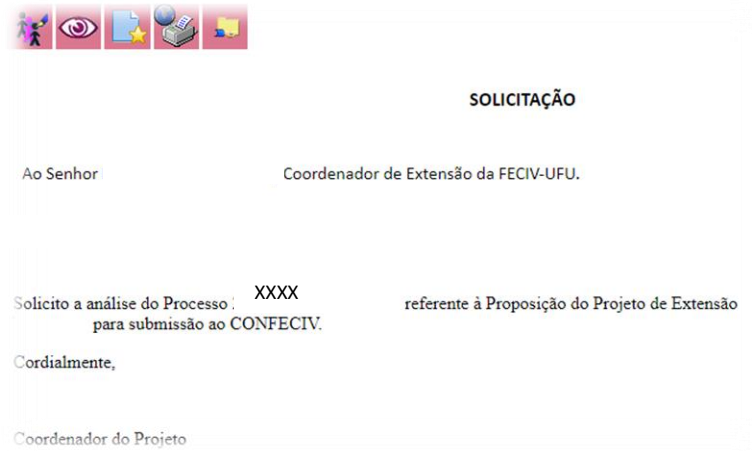 SOLICITAÇÃO
Ao Senhor Coordenador de Extensão da FECIV-UFU.
Solicito a análise do Processo XXXX referente à Proposição do Projeto de Extensão
para submissão ao CONFECIV.
Cordialmente,
Coordenador do Projeto